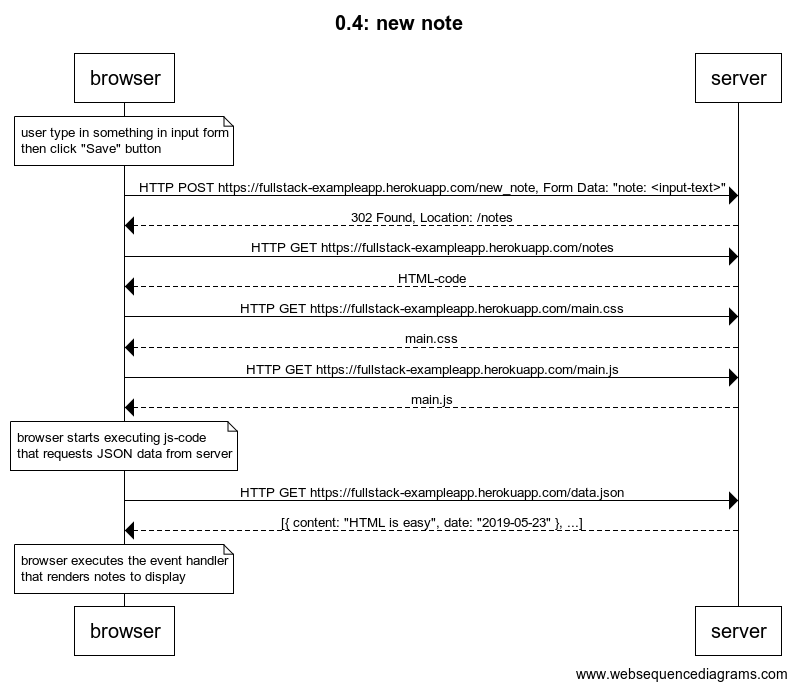 0.4: new note
browser
server
user type in something in input form
then click "Save" button
HTTP POST https://fullstack-exampleapp.herokuapp.com/new_note, Form Data: "note: <input-text>"
302 Found, Location: /notes
HTTP GET https://fullstack-exampleapp.herokuapp.com/notes
HTML-code
HTTP GET https://fullstack-exampleapp.herokuapp.com/main.css
main.css
HTTP GET https://fullstack-exampleapp.herokuapp.com/main.js
main.js
browser starts executing js-code
that requests JSON data from server
HTTP GET https://fullstack-exampleapp.herokuapp.com/data.json
[{ content: "HTML is easy", date: "2019-05-23" }, ...]
browser executes the event handler
that renders notes to display
browser
server
www.websequencediagrams.com